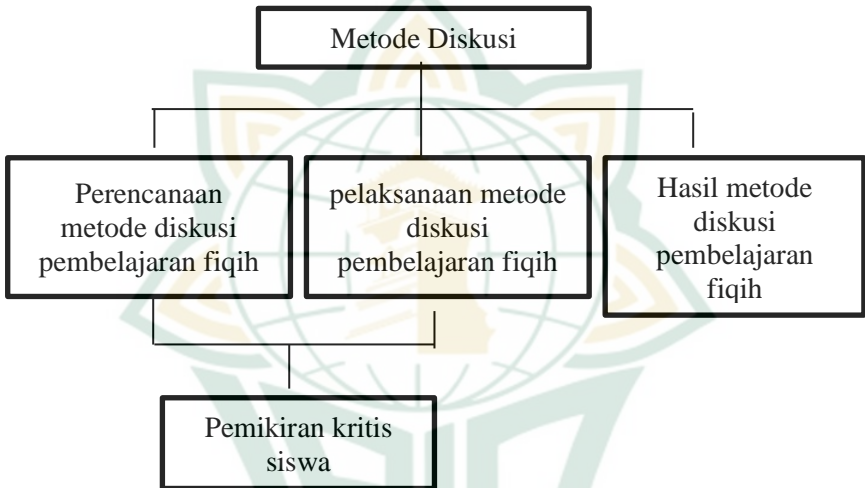 Metode Diskusi
Perencanaan
metode diskusi
pembelajaran fiqih
pelaksanaan metode
diskusi
pembelajaran fiqih
Hasil metode
diskusi
pembelajaran
fiqih
Pemikiran kritis
siswa